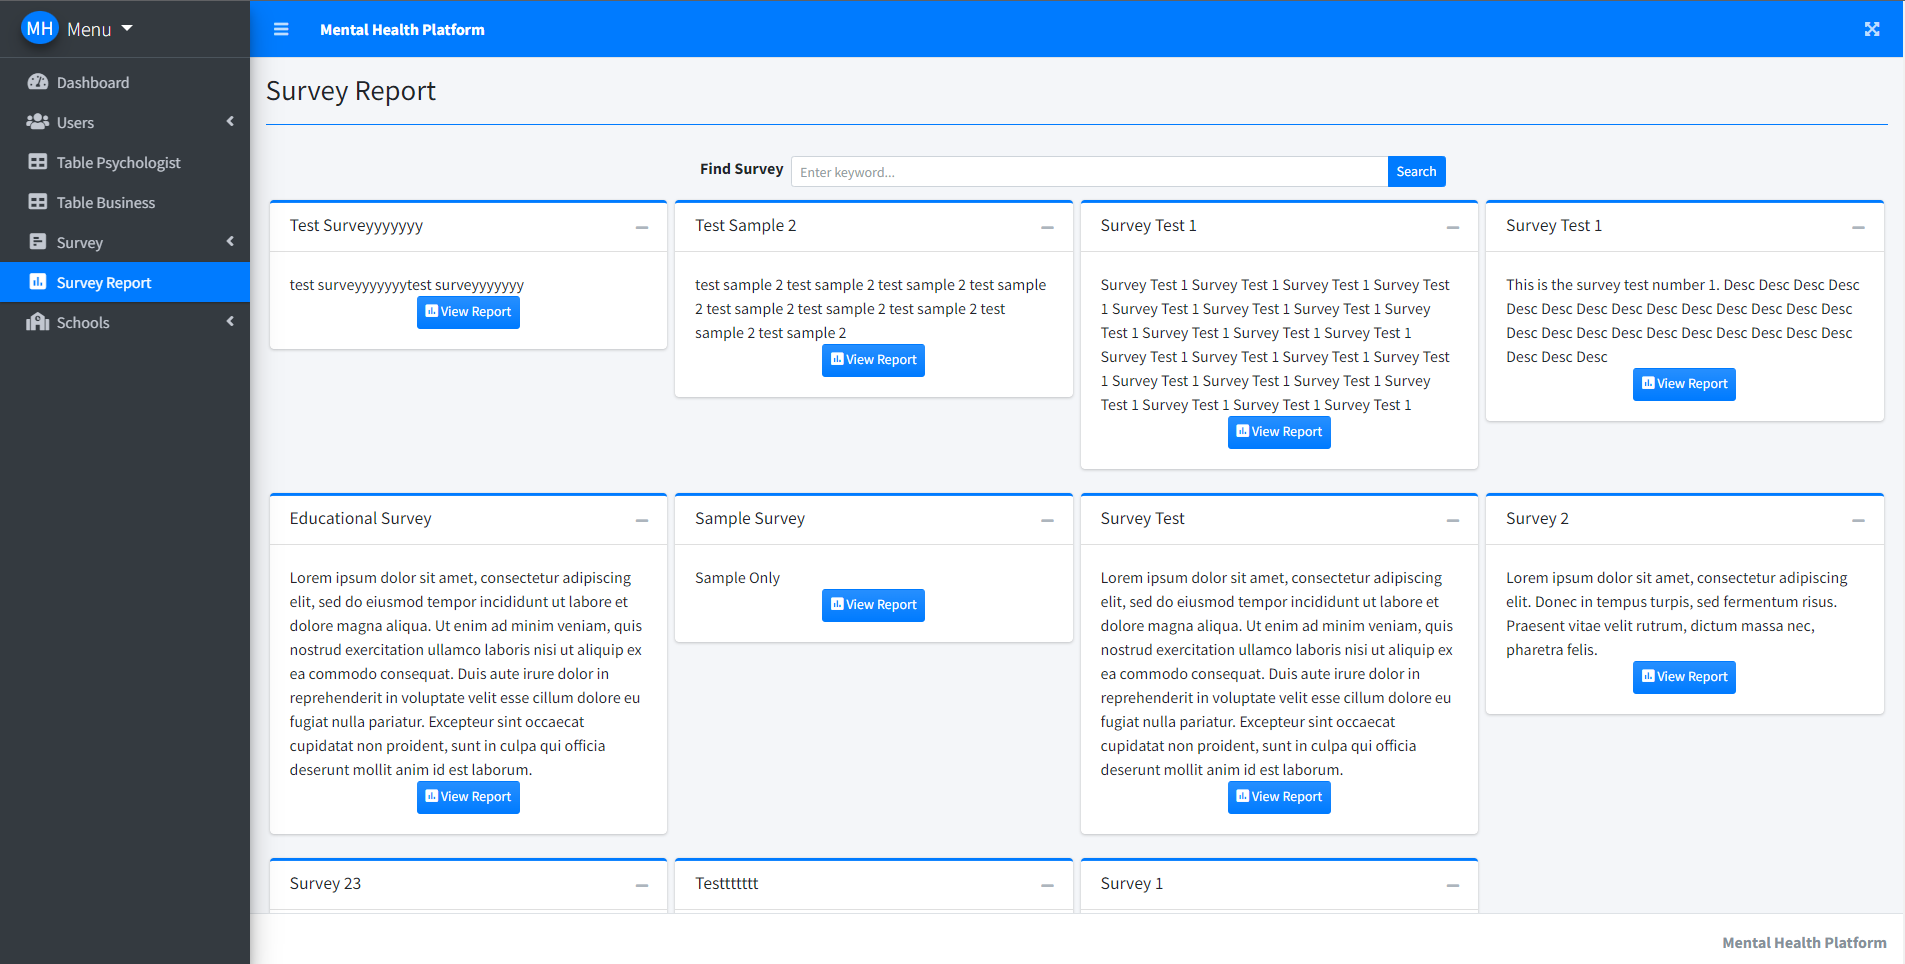 MH Menu
Mental Health Platform
Dashboard
Users
Table Psychologist
Table Business
Survey
Survey Report
Schools
Survey Report
Find Survey Enter keyword... Search
Test Surveyyyyyyy
test surveyyyyyyytest surveyyyyyyy
View Report
Test Sample 2
test sample 2 test sample 2 test sample 2 test sample
2 test sample 2 test sample 2 test sample 2 test
sample 2 test sample 2
View Report
Survey Test 1
Survey Test 1 Survey Test 1 Survey Test 1 Survey Test
1 Survey Test 1 Survey Test 1 Survey Test 1 Survey
Test 1 Survey Test 1 Survey Test 1 Survey Test 1
Survey Test 1 Survey Test 1 Survey Test 1 Survey Test
1 Survey Test 1 Survey Test 1 Survey Test 1 Survey
Test 1 Survey Test 1 Survey Test 1 Survey Test 1
View Report
Survey Test 1
This is the survey test number 1. Desc Desc Desc Desc
Desc Desc Desc Desc Desc Desc Desc Desc Desc Desc
Desc Desc Desc Desc Desc Desc Desc Desc Desc Desc
Desc Desc Desc
View Report
Educational Survey
Lorem ipsum dolor sit amet, consectetur adipiscing
elit, sed do eiusmod tempor incididunt ut labore et
dolore magna aliqua. Ut enim ad minim veniam, quis
nostrud exercitation ullamco laboris nisi ut aliquip ex
ea commodo consequat. Duis aute irure dolor in
reprehenderit in voluptate velit esse cillum dolore eu
fugiat nulla pariatur. Excepteur sint occaecat
cupidatat non proident, sunt in culpa qui officia
deserunt mollit anim id est laborum.
View Report
Sample Survey
Sample Only
View Report
Survey Test
Lorem ipsum dolor sit amet, consectetur adipiscing
elit, sed do eiusmod tempor incididunt ut labore et
dolore magna aliqua. Ut enim ad minim veniam, quis
nostrud exercitation ullamco laboris nisi ut aliquip ex
ea commodo consequat. Duis aute irure dolor in
reprehenderit in voluptate velit esse cillum dolore eu
fugiat nulla pariatur. Excepteur sint occaecat
cupidatat non proident, sunt in culpa qui officia
deserunt mollit anim id est laborum.
View Report
Survey 2
Lorem ipsum dolor sit amet, consectetur adipiscing
elit. Donec in tempus turpis, sed fermentum risus.
Praesent vitae velit rutrum, dictum massa nec,
pharetra felis.
View Report
Survey 23
Testttttt
Survey 1
Mental Health Platform